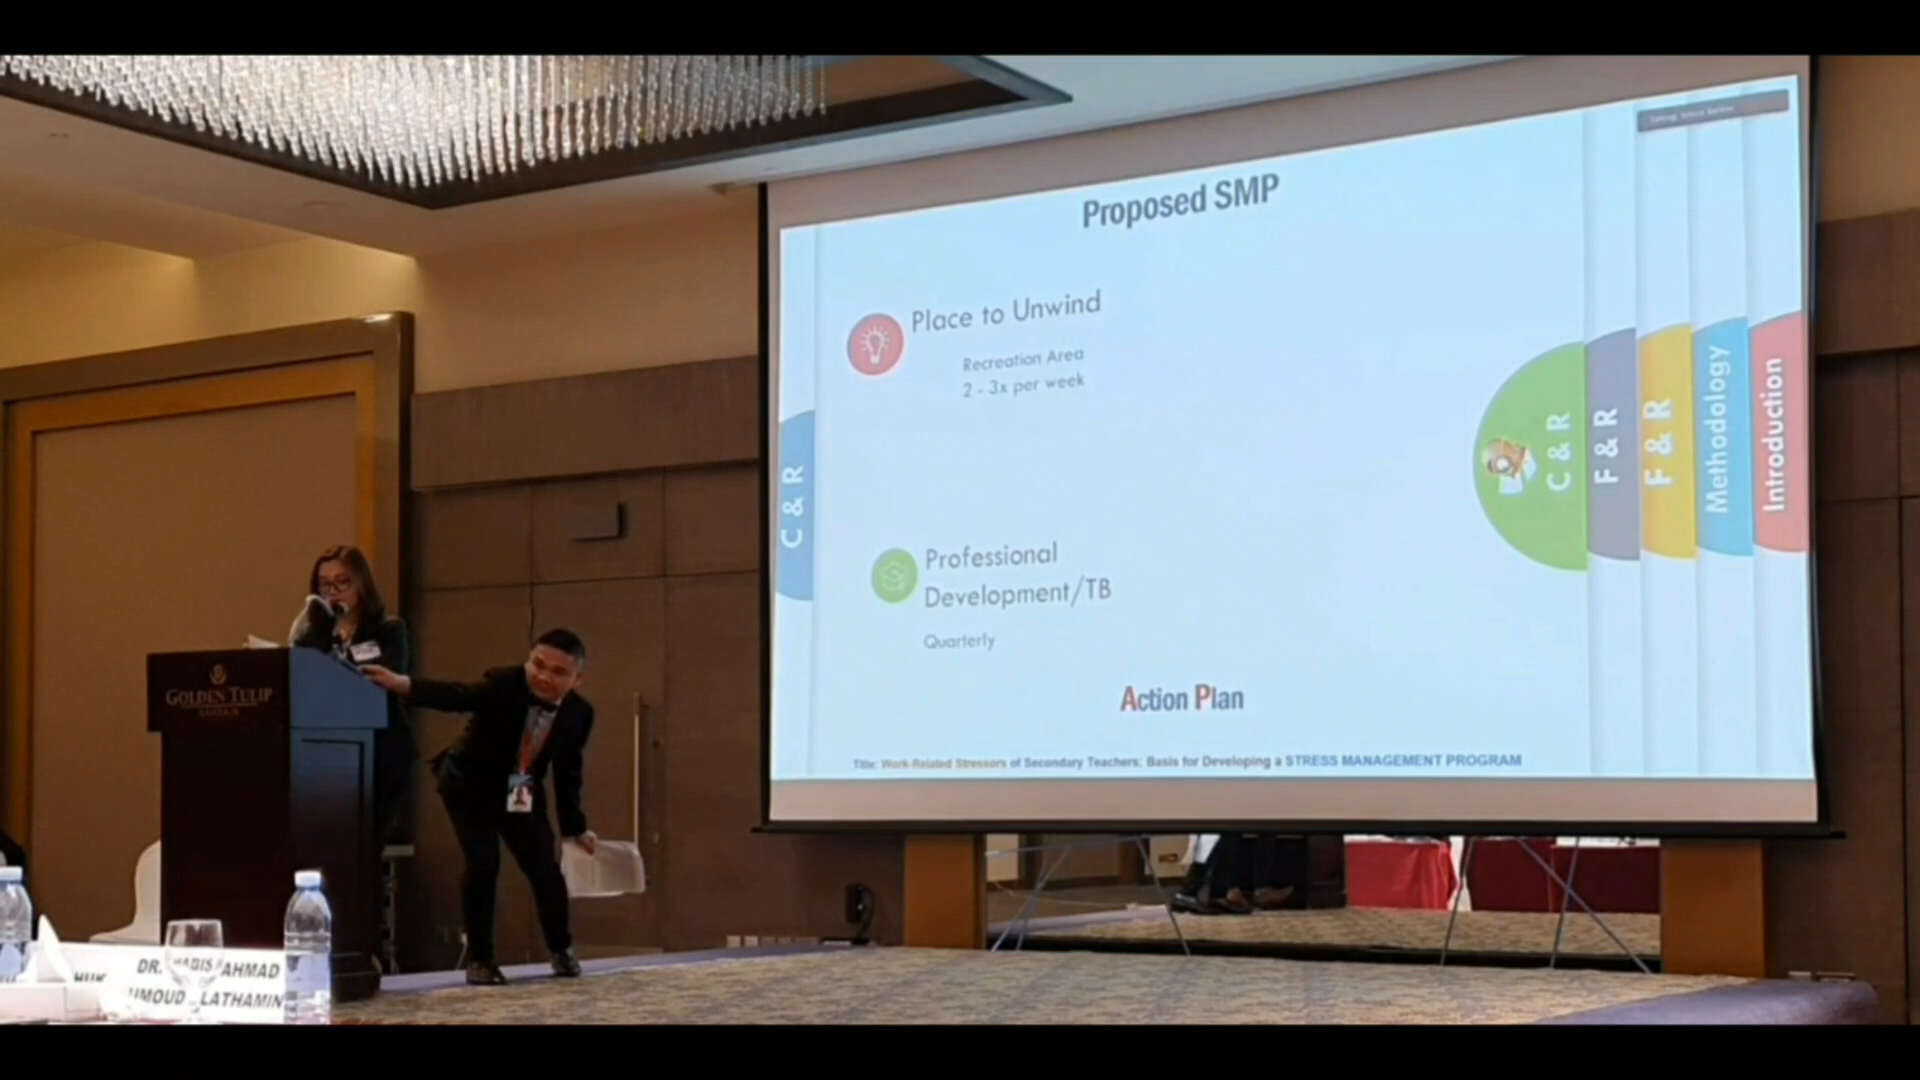 Proposed SMP
Place to Unwind
Recreation Area
2 - 3x per week
Professional
Development/TB
Quarterly
Action Plan
Title: Work-Related Stressors of Secondary Teachers: Basis for Developing a STRESS MANAGEMENT PROGRAM
C & R
C & R
F & R
F & R
Methodology
Introduction
GOLDEN TULIP
DR. AHMAD